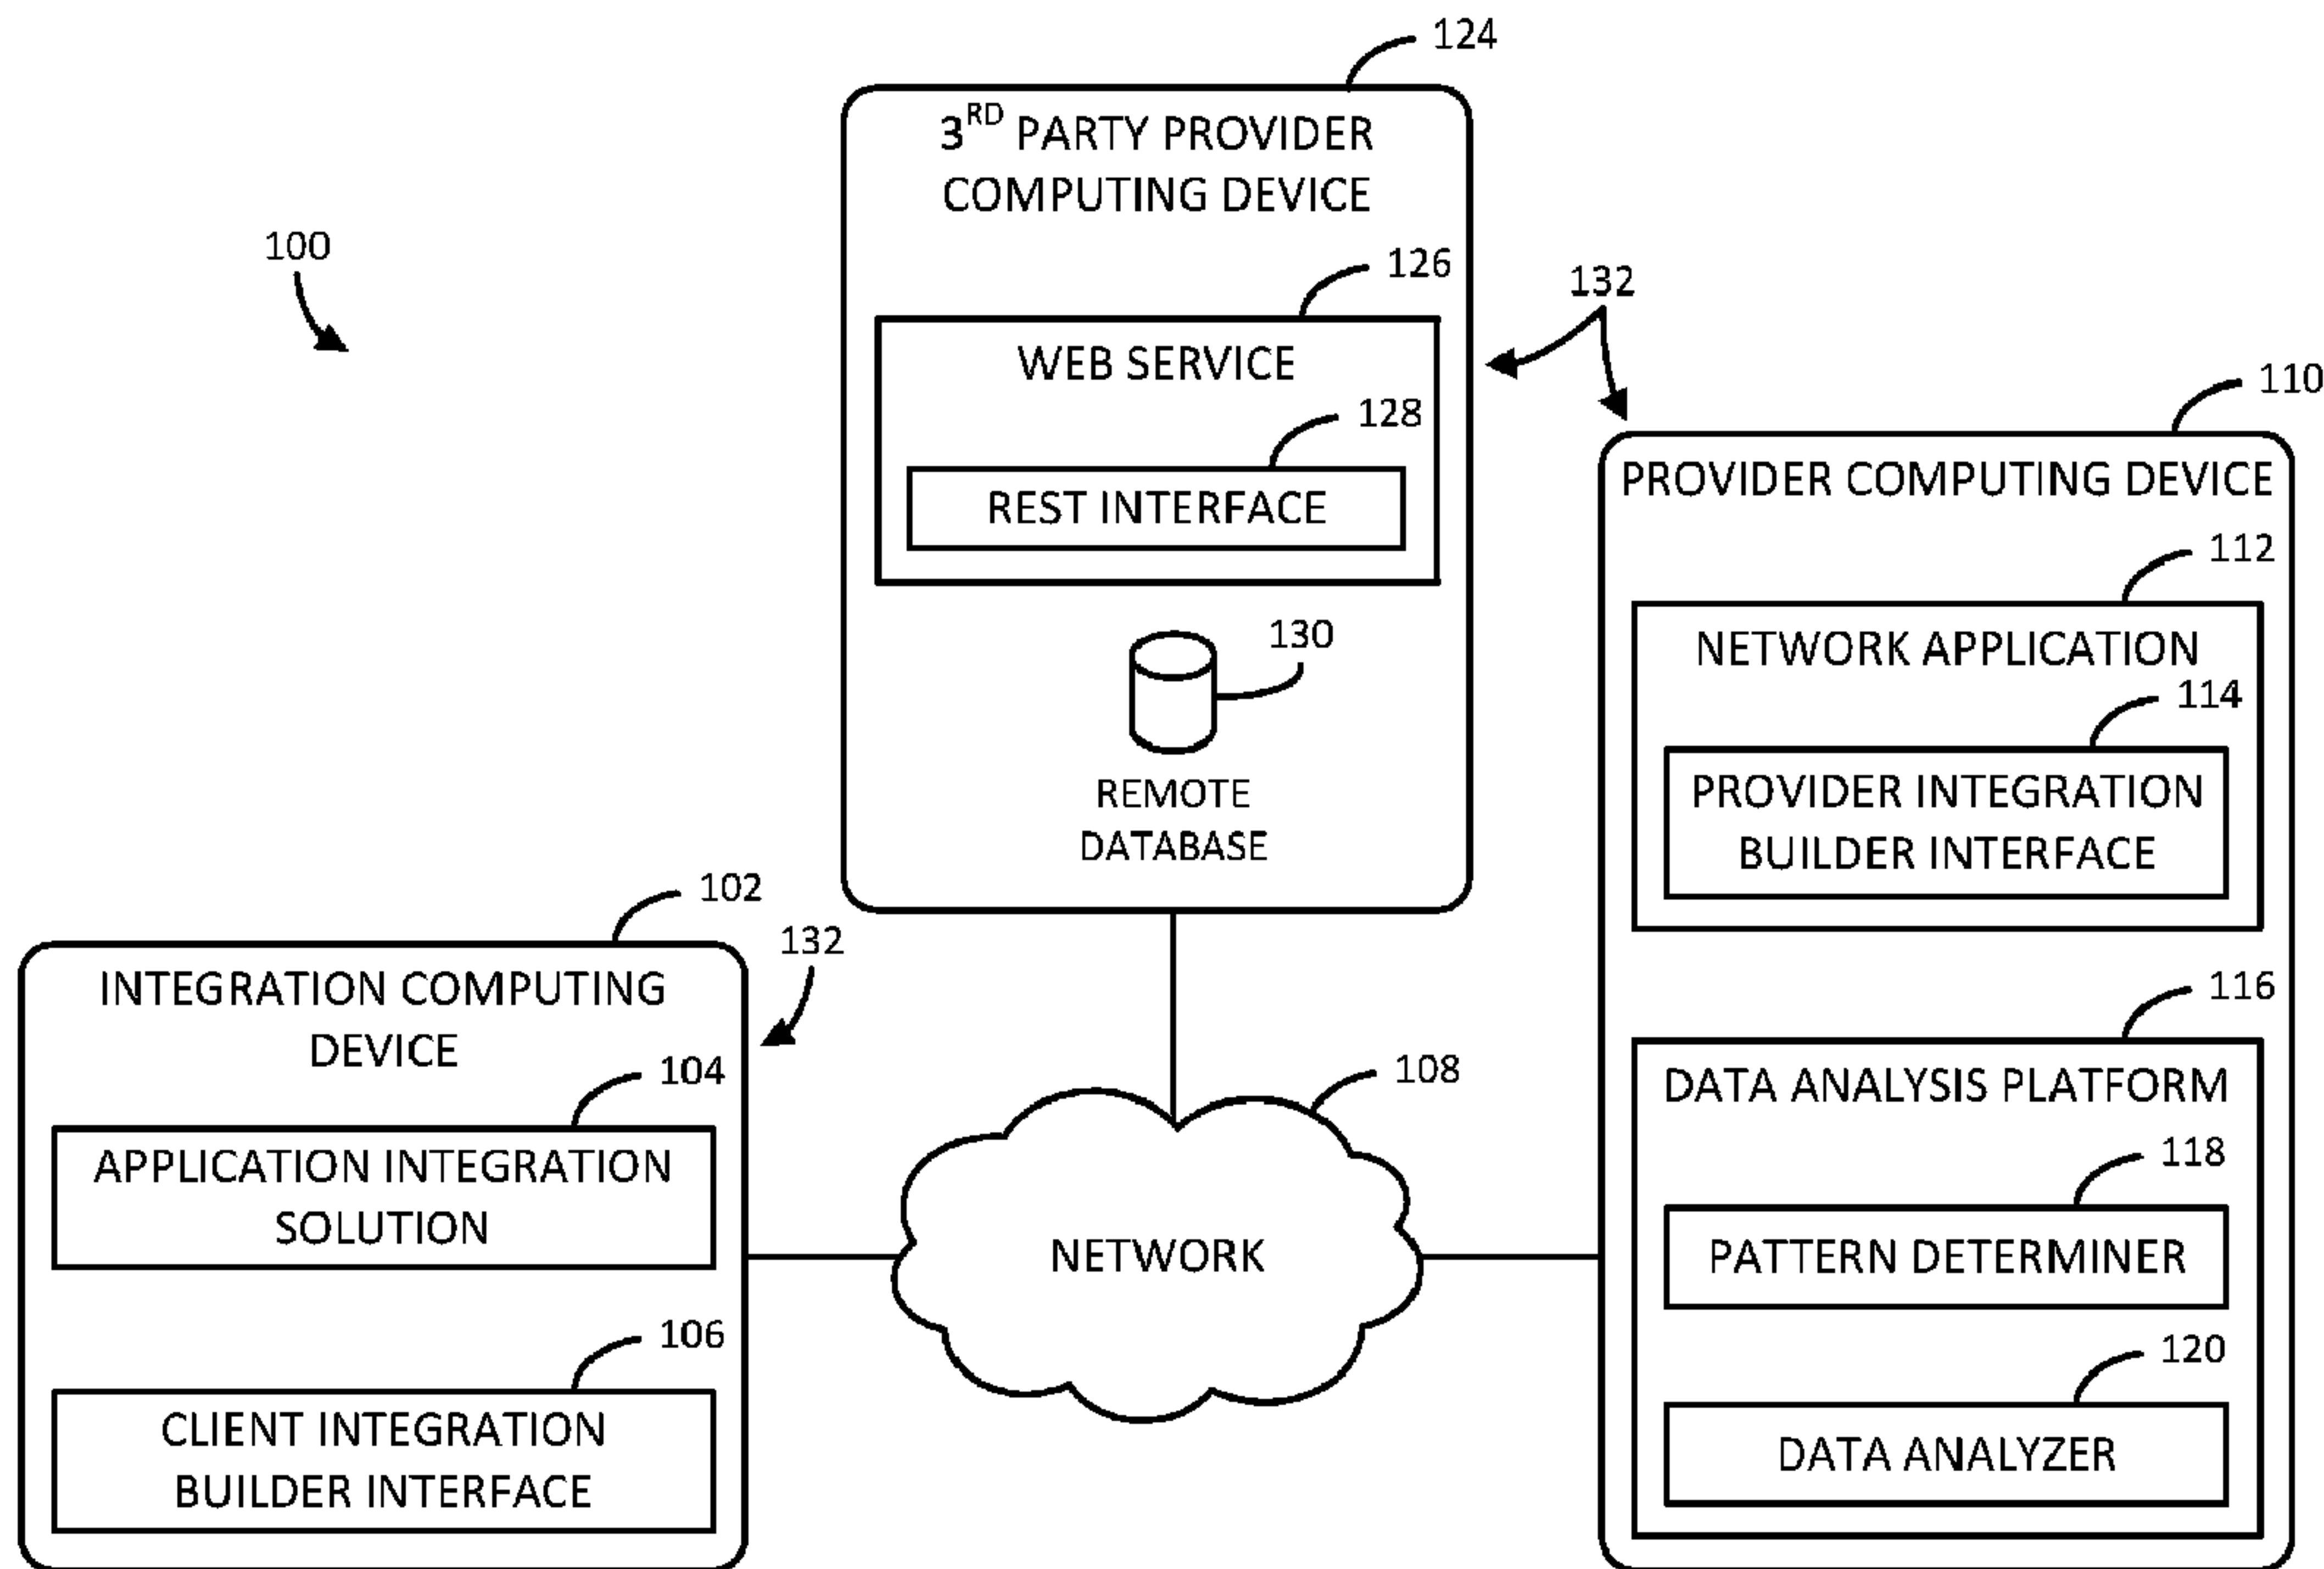 124
3RD PARTY PROVIDER
COMPUTING DEVICE
100
126
132
WEB SERVICE
128
REST INTERFACE
130
REMOTE
DATABASE
110
PROVIDER COMPUTING DEVICE
112
NETWORK APPLICATION
114
PROVIDER INTEGRATION
BUILDER INTERFACE
116
DATA ANALYSIS PLATFORM
118
PATTERN DETERMINER
120
DATA ANALYZER
102
132
INTEGRATION COMPUTING
DEVICE
104
APPLICATION INTEGRATION
SOLUTION
106
CLIENT INTEGRATION
BUILDER INTERFACE
108
NETWORK